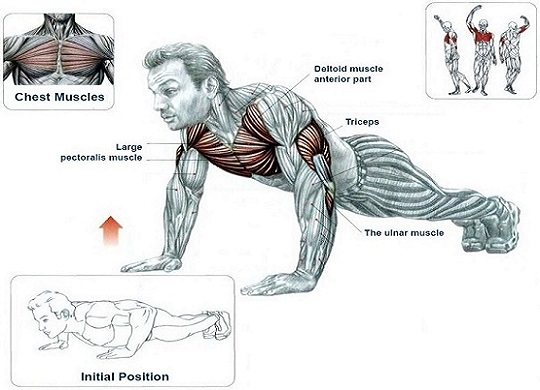 Chest Muscles
Deltoid muscle
anterior part
Triceps
Large
pectoralis muscle
The ulnar muscle
Initial Position